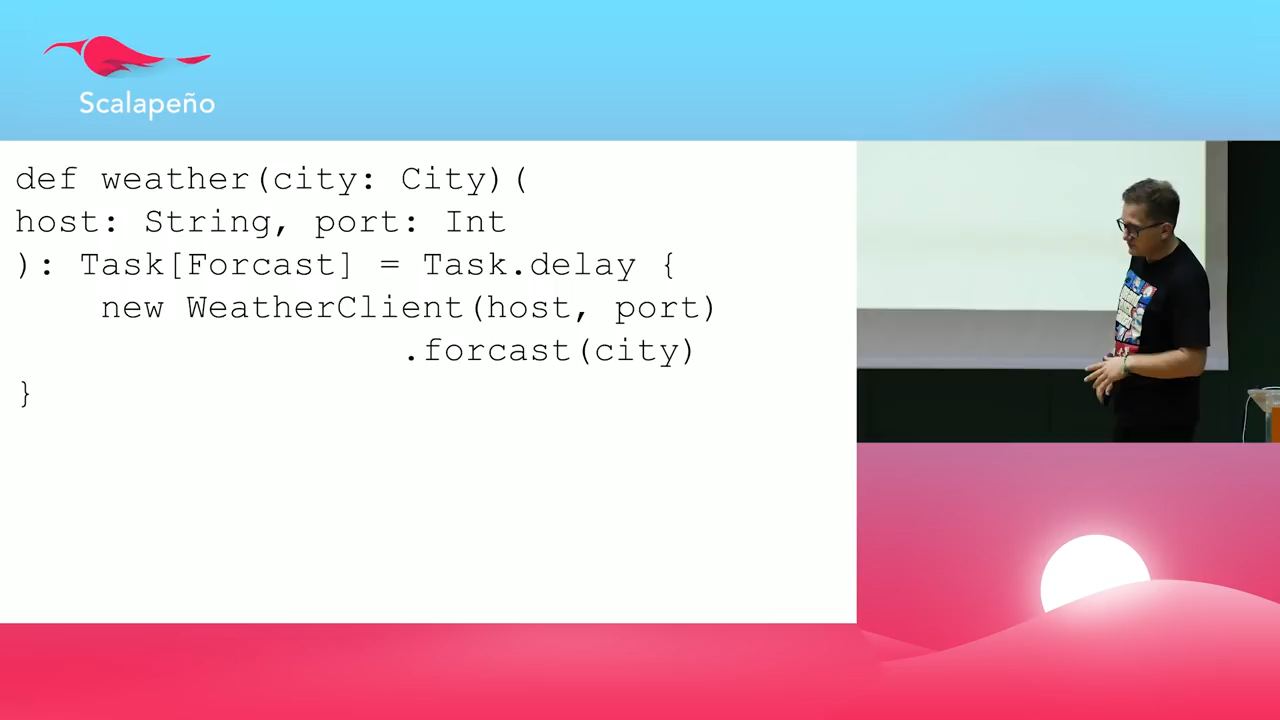 Scalapeño
def weather(city: City)(
host: String, port: Int
): Task[Forcast] = Task.delay {
new WeatherClient(host, port)
.forcast(city)
}